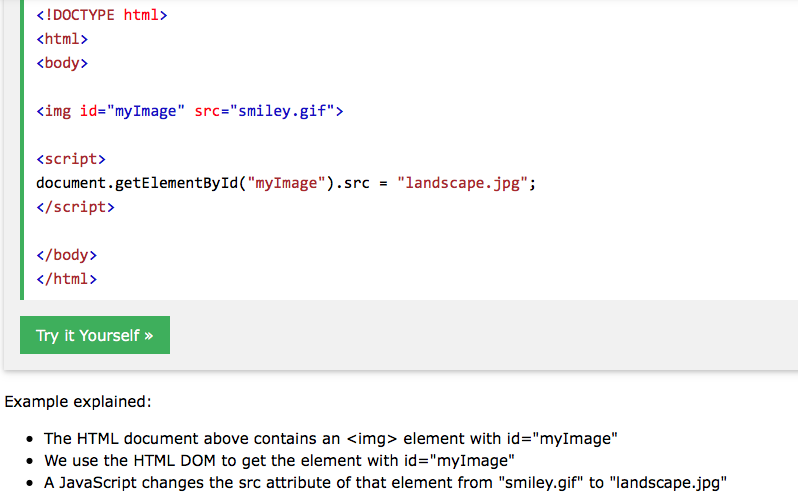 <!DOCTYPE html>
<html>
<body>
<img id="myImage" src="smiley.gif">
<script>
document.getElementById("myImage").src = "landscape.jpg";
</script>
</body>
</html>
Try it Yourself »
Example explained:
• The HTML document above contains an <img> element with id="myImage"
• We use the HTML DOM to get the element with id="myImage"
• A JavaScript changes the src attribute of that element from "smiley.gif" to "landscape.jpg"